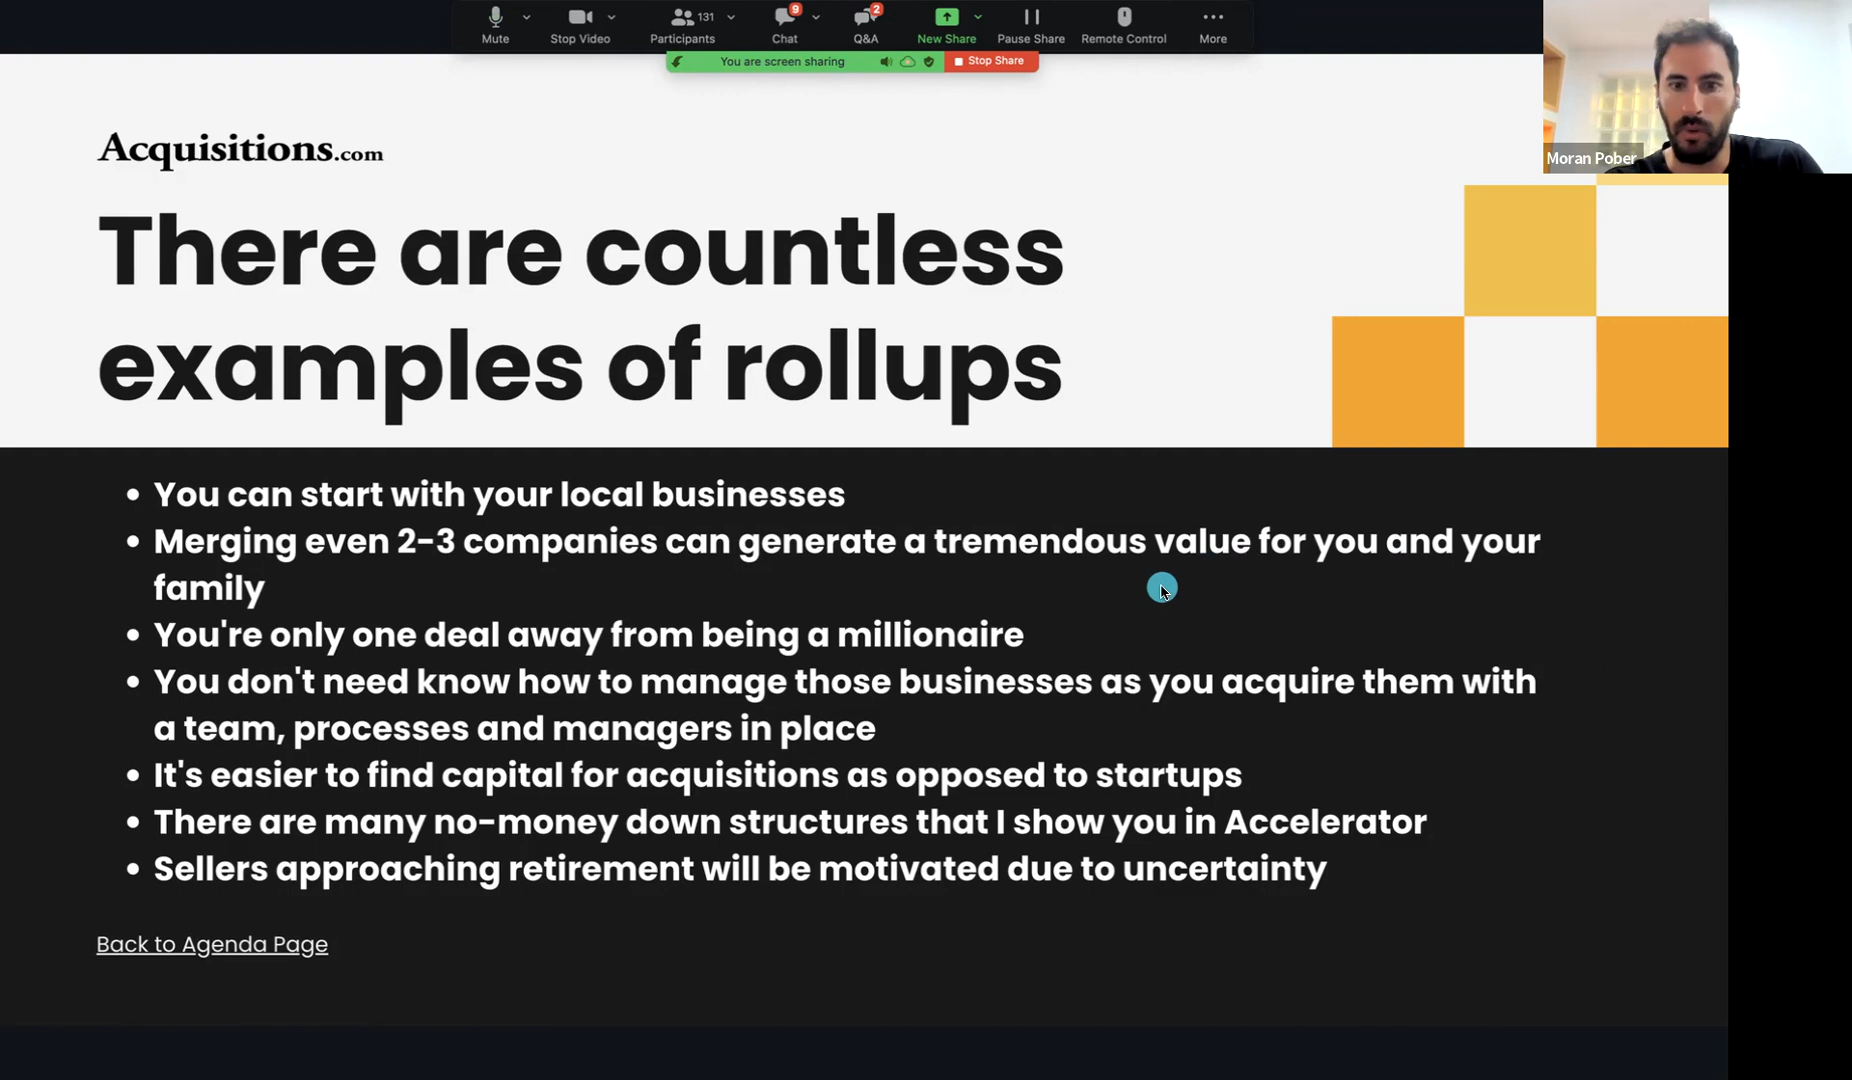 Mute
Stop Video
131
Participants
9
Chat
2
Q&A
New Share
Pause Share
Remote Control
More
You are screen sharing
Stop Share
Moran Pober
Acquisitions.com
There are countless
examples of rollups
• You can start with your local businesses
• Merging even 2-3 companies can generate a tremendous value for you and your
family
• You're only one deal away from being a millionaire
• You don't need know how to manage those businesses as you acquire them with
a team, processes and managers in place
• It's easier to find capital for acquisitions as opposed to startups
• There are many no-money down structures that I show you in Accelerator
• Sellers approaching retirement will be motivated due to uncertainty
Back to Agenda Page